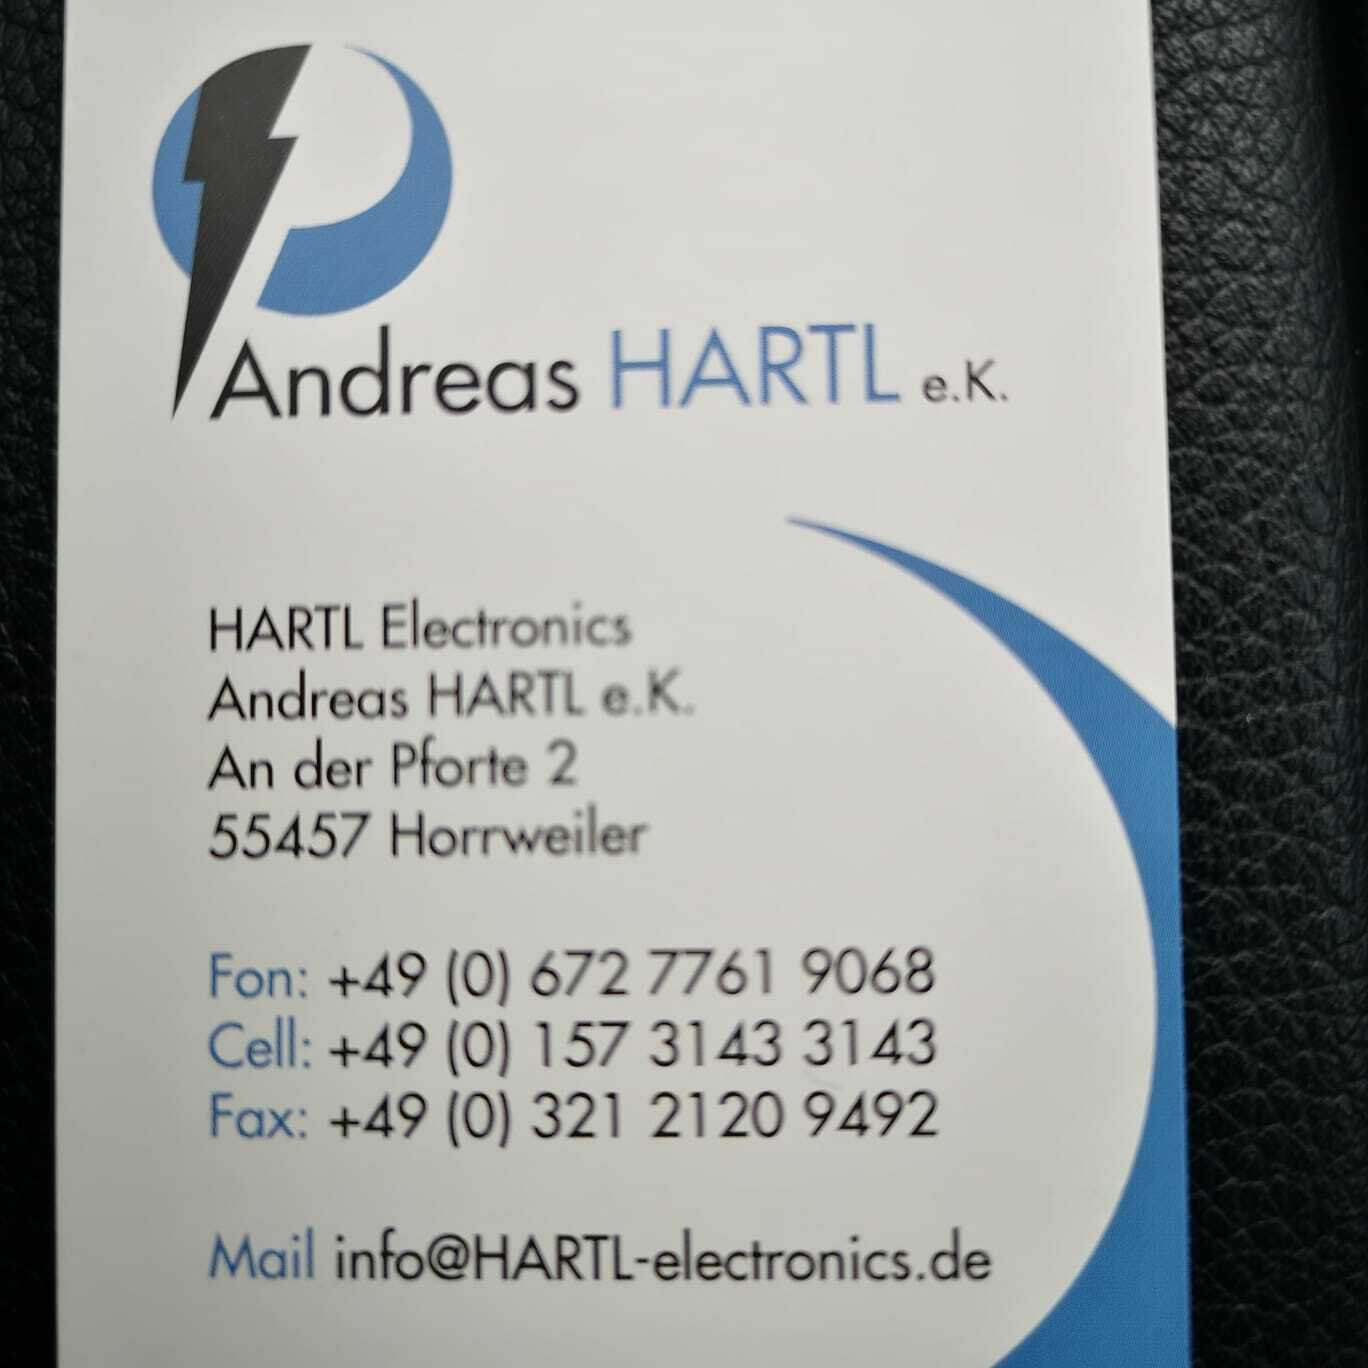 Andreas HARTL e.K.
HARTL Electronics
Andreas HARTL e.K.
An der Pforte 2
55457 Horrweiler
Fon: +49 (0) 672 7761 9068
Cell: +49 (0) 157 3143 3143
Fax: +49 (0) 321 2120 9492
Mail info@HARTL-electronics.de